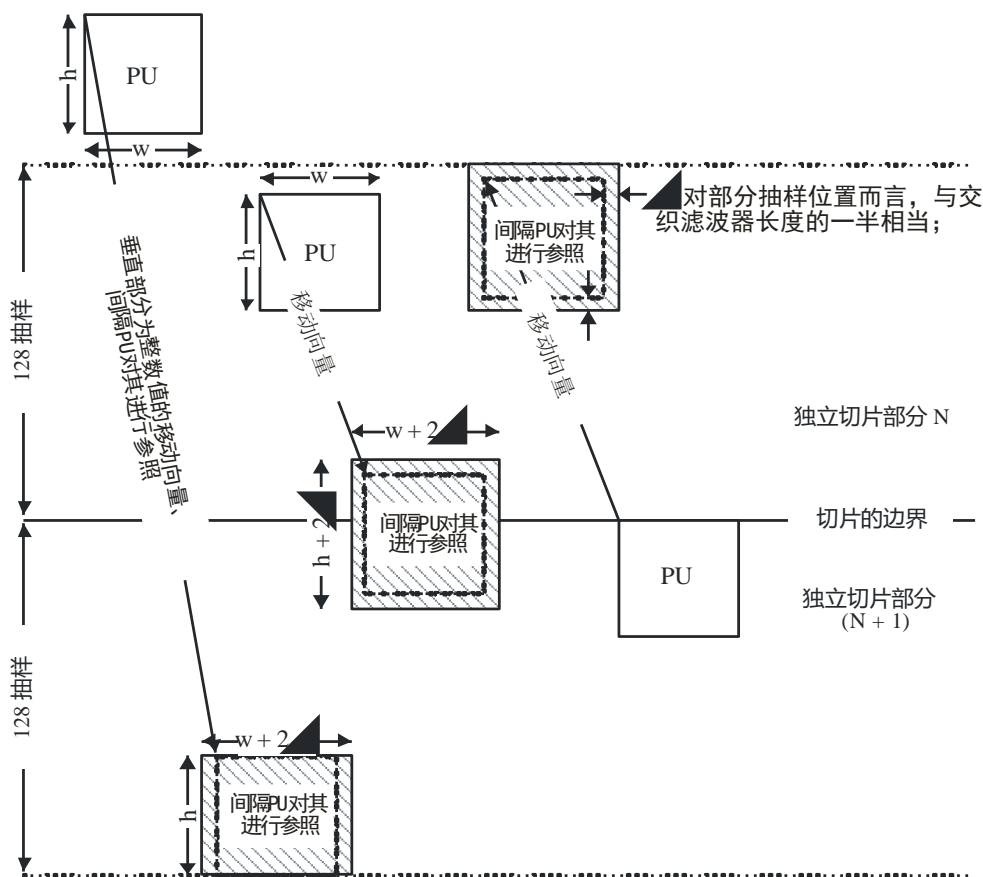 PU
h
w
w
h
PU
间隔PU对其
进行参照
对部分抽样位置而言，与交
织滤波器长度的一半相当；
128 抽样
垂直部分为整数值的移动向量、
间隔PU对其进行参照
移动向量
移动向量
独立切片部分 N
w + 2
h + 2
间隔PU对其
进行参照
切片的边界
PU
独立切片部分
(N + 1)
128 抽样
w + 2
h
间隔PU对其
进行参照